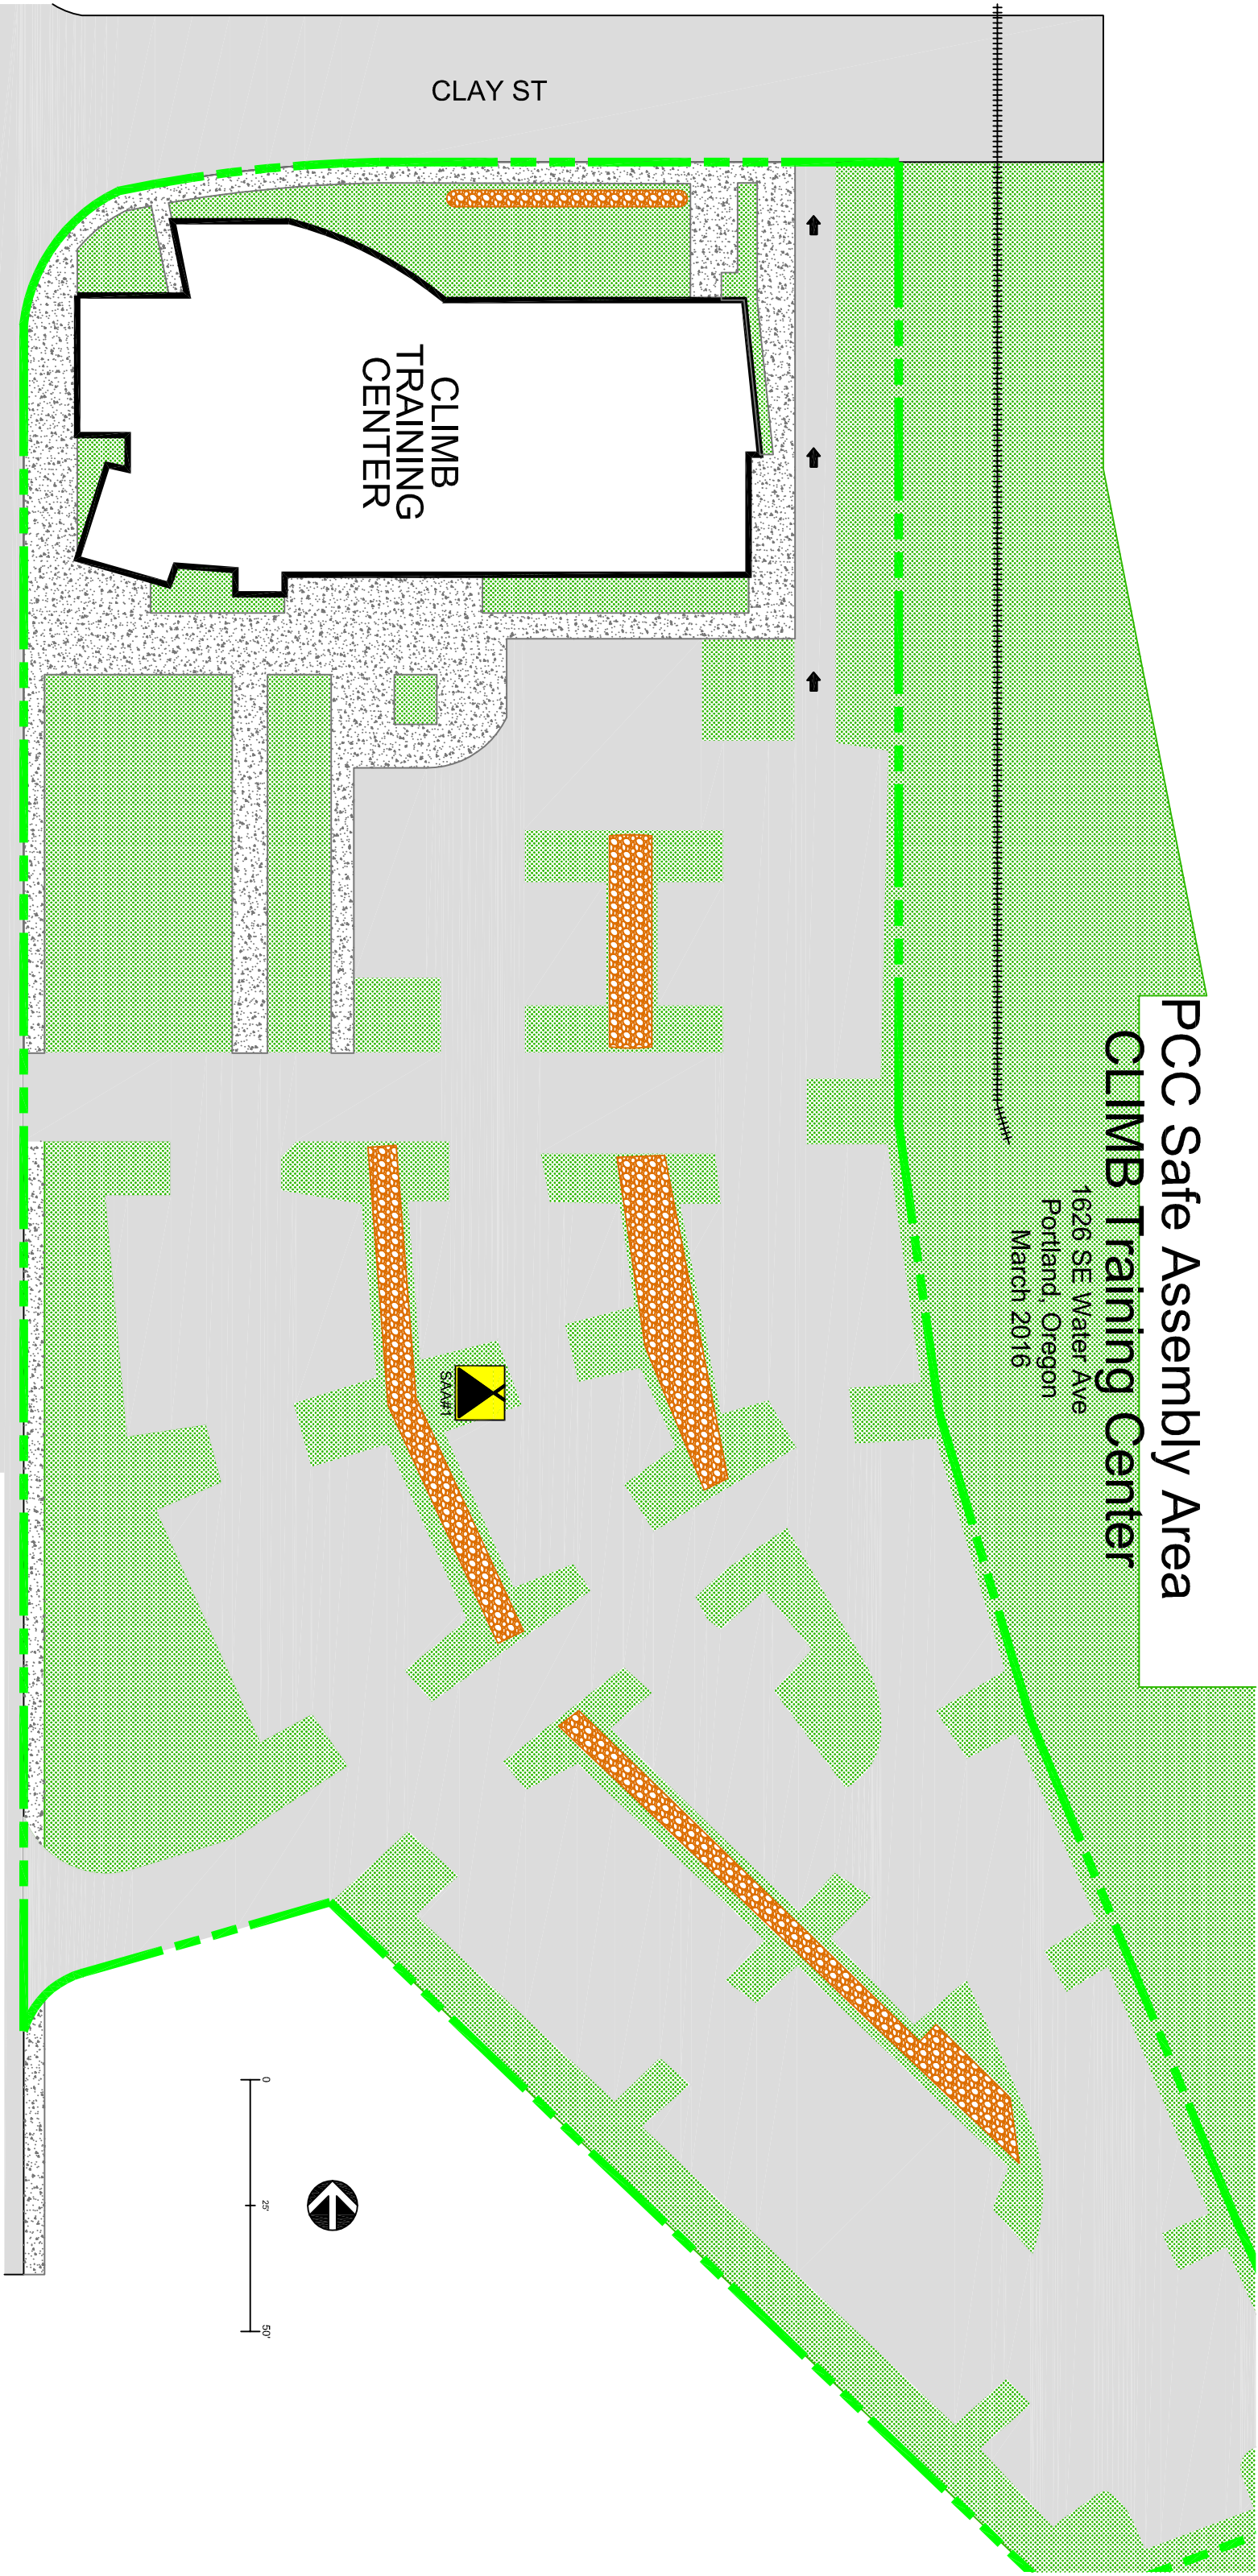 PCC Safe Assembly Area
CLIMB Training Center
1626 SE Water Ave
Portland, Oregon
March 2016
CLAY ST
CLIMB
TRAINING
CENTER
SAA#1
0
25'
50'